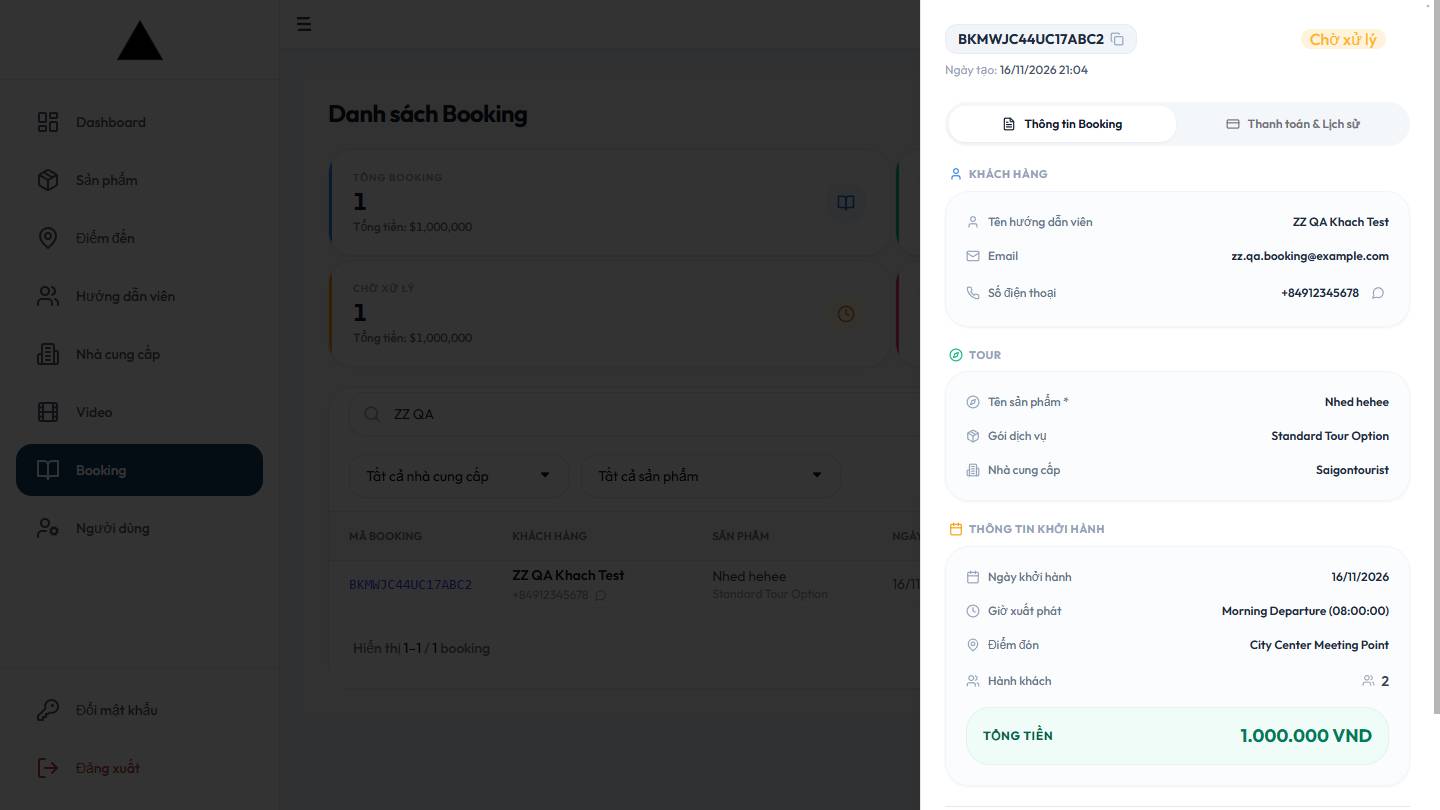 Dashboard
Sản phẩm
Điểm đến
Hướng dẫn viên
Nhà cung cấp
Video
Booking
Người dùng
Đổi mật khẩu
Đăng xuất
Danh sách Booking
TỔNG BOOKING
1
Tổng tiền: $1,000,000
CHỜ XỬ LÝ
1
Tổng tiền: $1,000,000
ZZ QA
Tất cả nhà cung cấp
Tất cả sản phẩm
MÃ BOOKING KHÁCH HÀNG SẢN PHẨM NGÀY
BKMWJC44UC17ABC2 ZZ QA Khach Test Nhed hehee 16/11
+84912345678 Standard Tour Option
Hiển thị 1–1 / 1 booking
BKMWJC44UC17ABC2
Chờ xử lý
Ngày tạo: 16/11/2026 21:04
Thông tin Booking
Thanh toán & Lịch sử
KHÁCH HÀNG
Tên hướng dẫn viên ZZ QA Khach Test
Email zz.qa.booking@example.com
Số điện thoại +84912345678
TOUR
Tên sản phẩm * Nhed hehee
Gói dịch vụ Standard Tour Option
Nhà cung cấp Saigontourist
THÔNG TIN KHỞI HÀNH
Ngày khởi hành 16/11/2026
Giờ xuất phát Morning Departure (08:00:00)
Điểm đón City Center Meeting Point
Hành khách 2
TỔNG TIỀN 1.000.000 VND